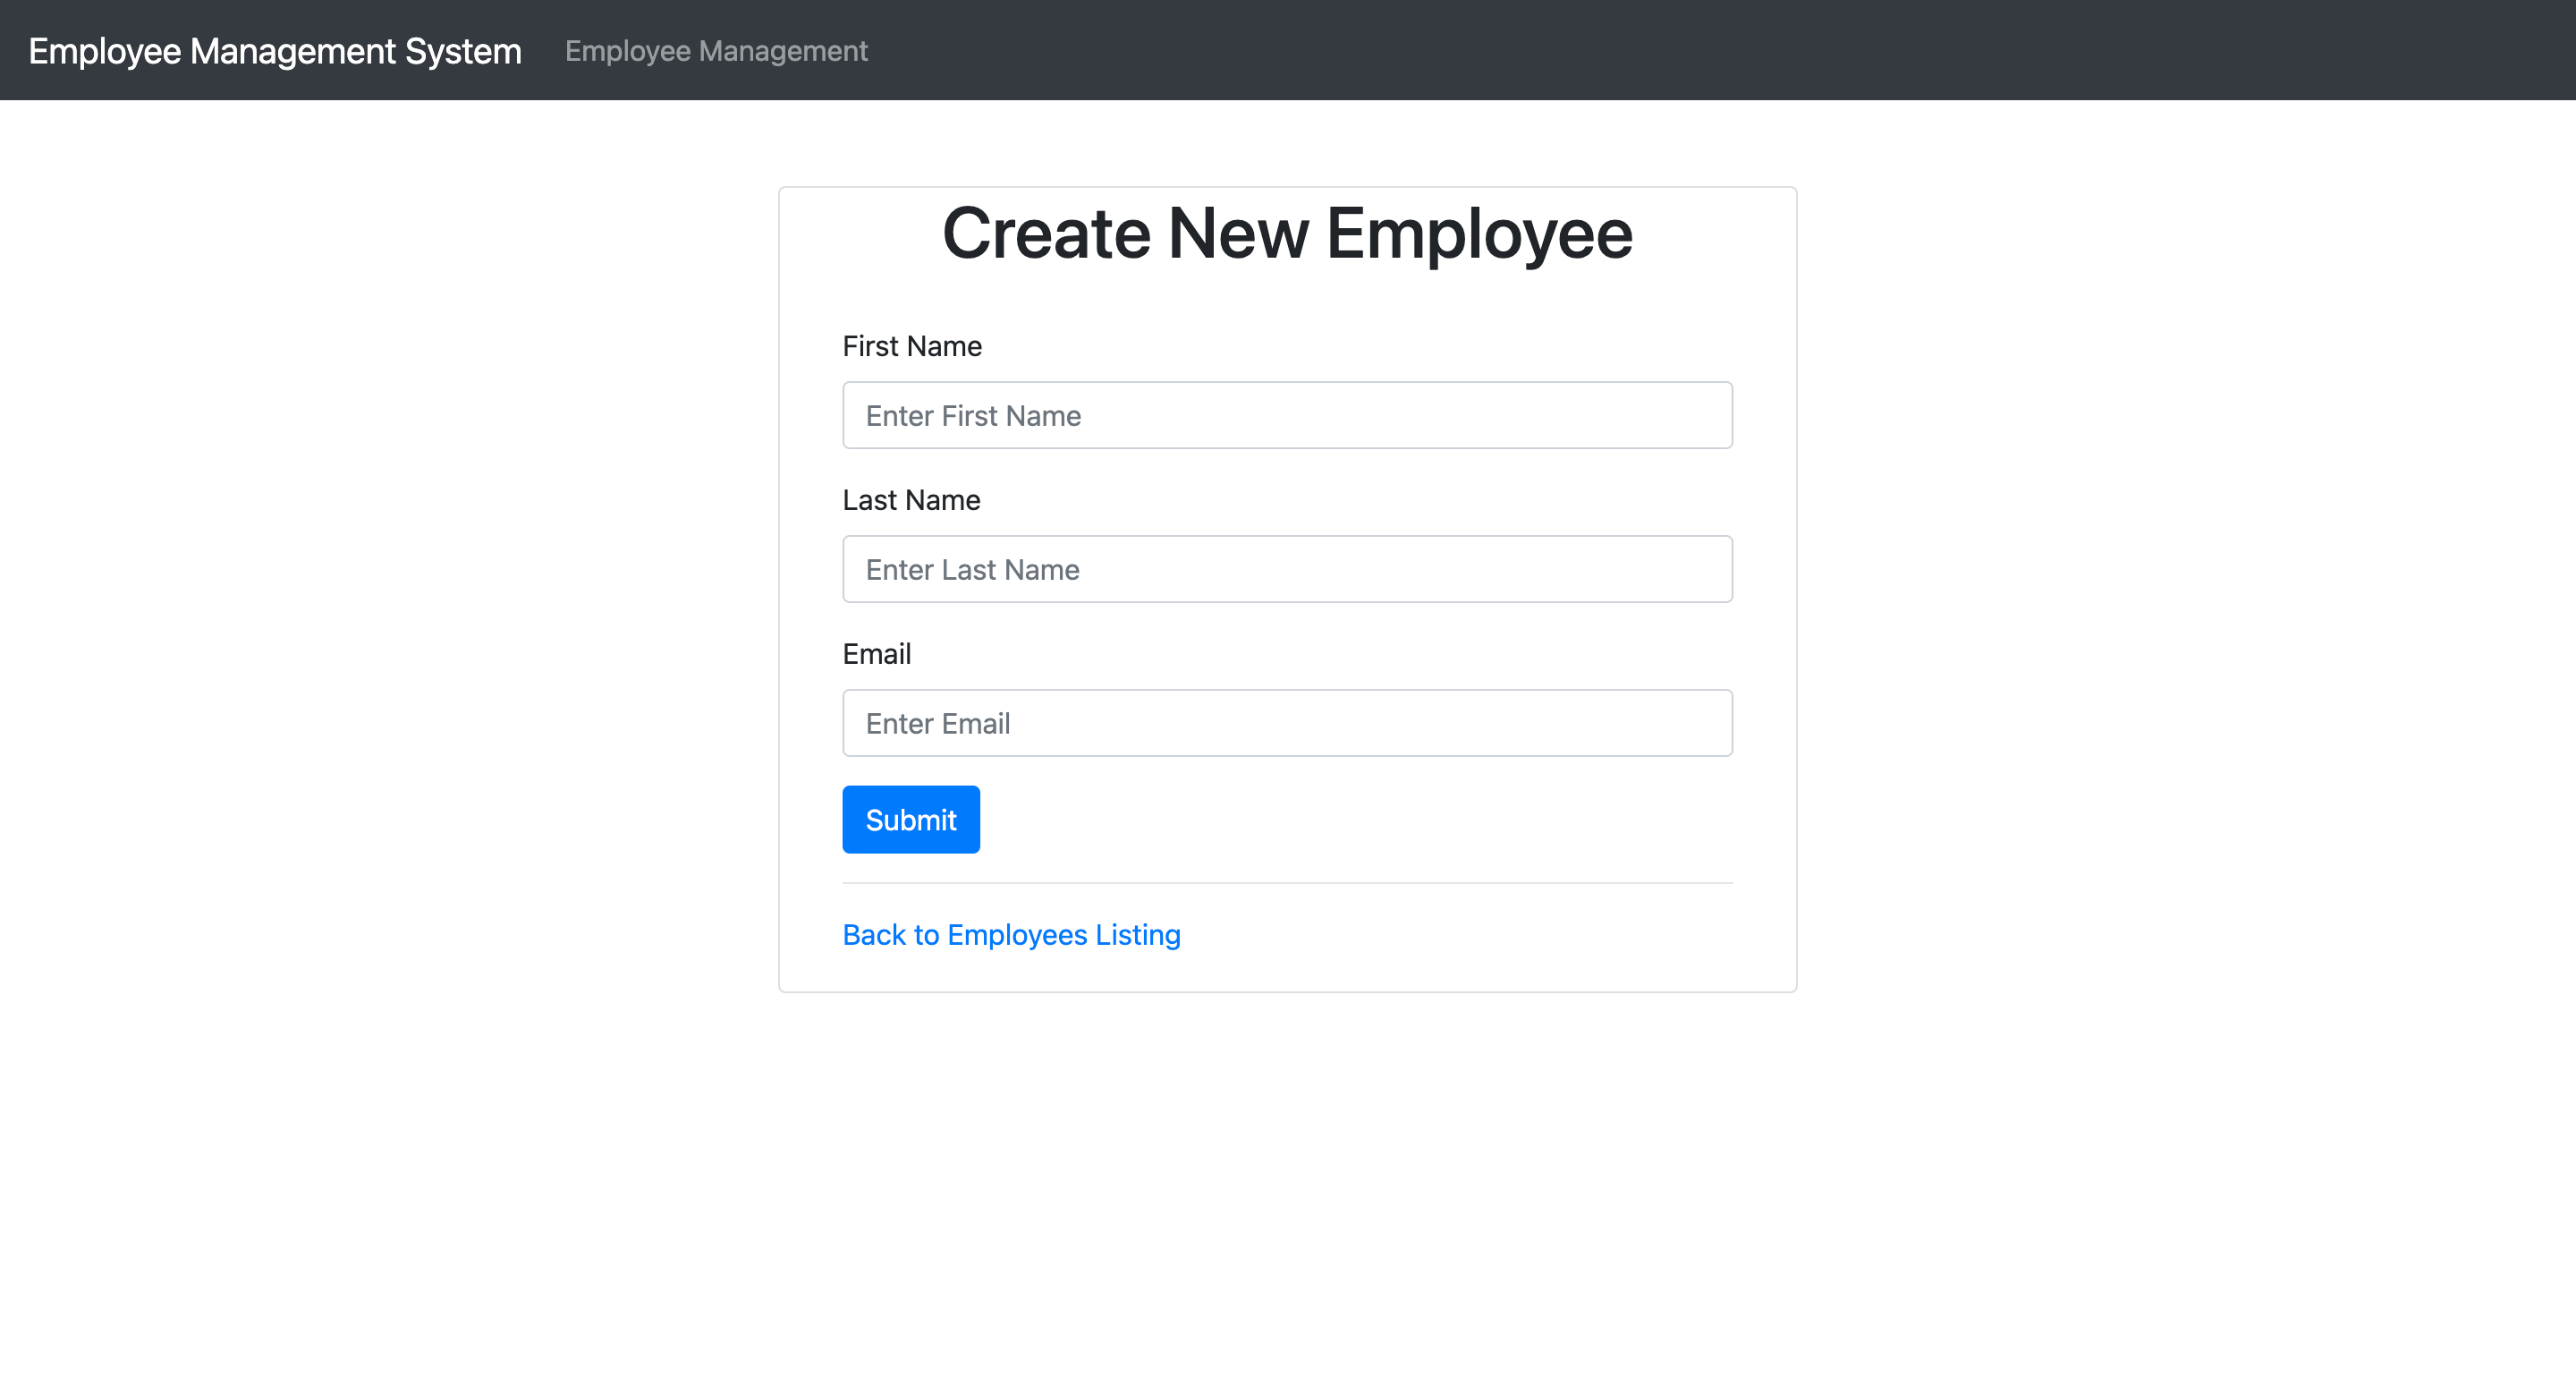 Employee Management System Employee Management
Create New Employee
First Name
Enter First Name
Last Name
Enter Last Name
Email
Enter Email
Submit
Back to Employees Listing